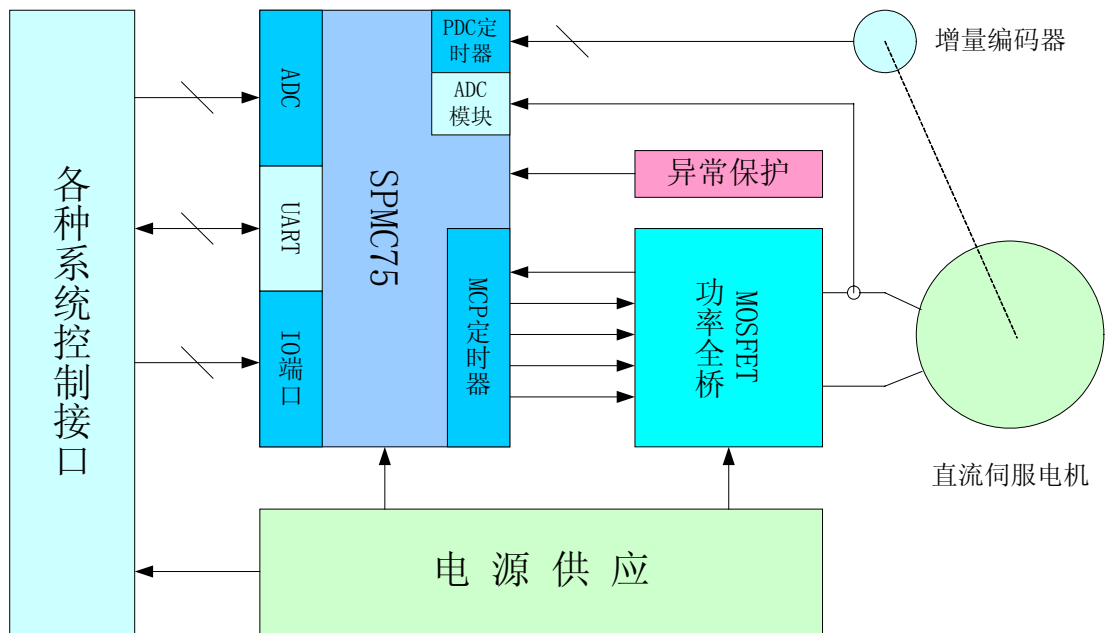 各种系统控制接口
ADC
UART
IO端口
SPMC75
PDC定
时器
ADC
模块
MCP定时器
异常保护
MOSFET
功率全桥
增量编码器
直流伺服电机
电源供应